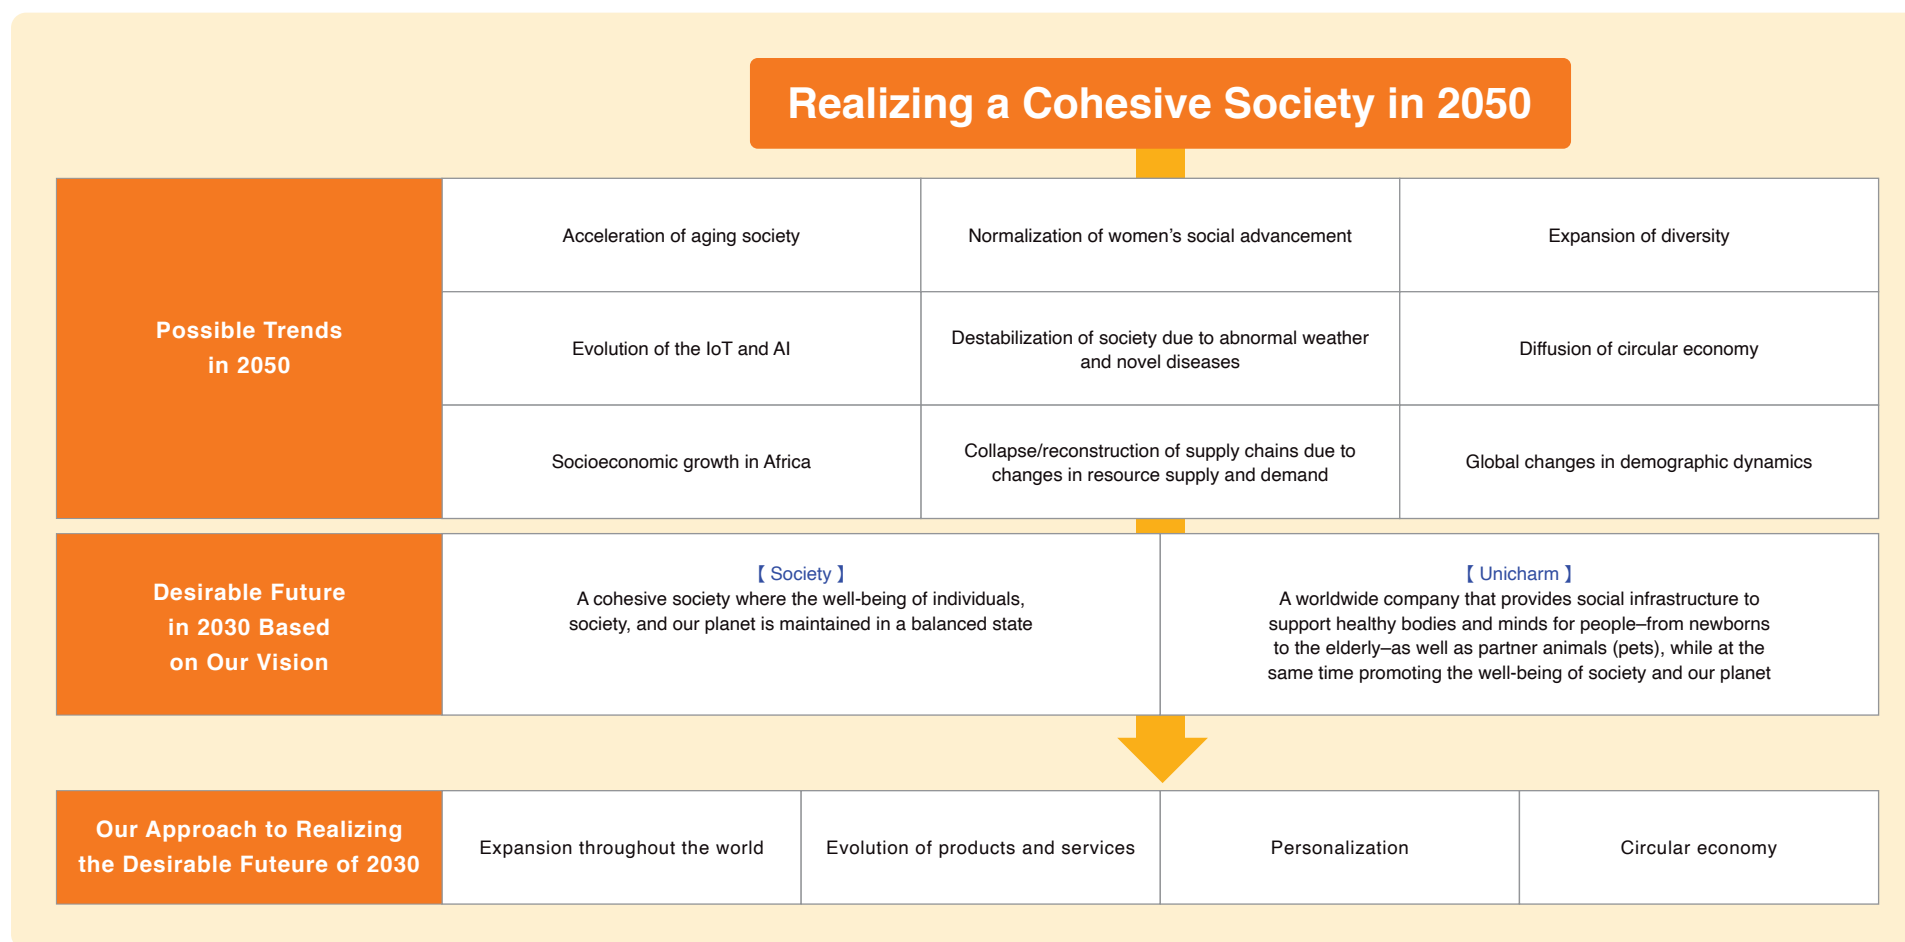 Realizing a Cohesive Society in 2050
Possible Trends
in 2050
Acceleration of aging society
Normalization of women’s social advancement
Expansion of diversity
Evolution of the IoT and AI
Destabilization of society due to abnormal weather
and novel diseases
Diffusion of circular economy
Socioeconomic growth in Africa
Collapse/reconstruction of supply chains due to
changes in resource supply and demand
Global changes in demographic dynamics
Desirable Future
in 2030 Based
on Our Vision
【 Society 】
A cohesive society where the well-being of individuals,
society, and our planet is maintained in a balanced state
【 Unicharm 】
A worldwide company that provides social infrastructure to
support healthy bodies and minds for people–from newborns
to the elderly–as well as partner animals (pets), while at the
same time promoting the well-being of society and our planet
Our Approach to Realizing
the Desirable Futeure of 2030
Expansion throughout the world
Evolution of products and services
Personalization
Circular economy